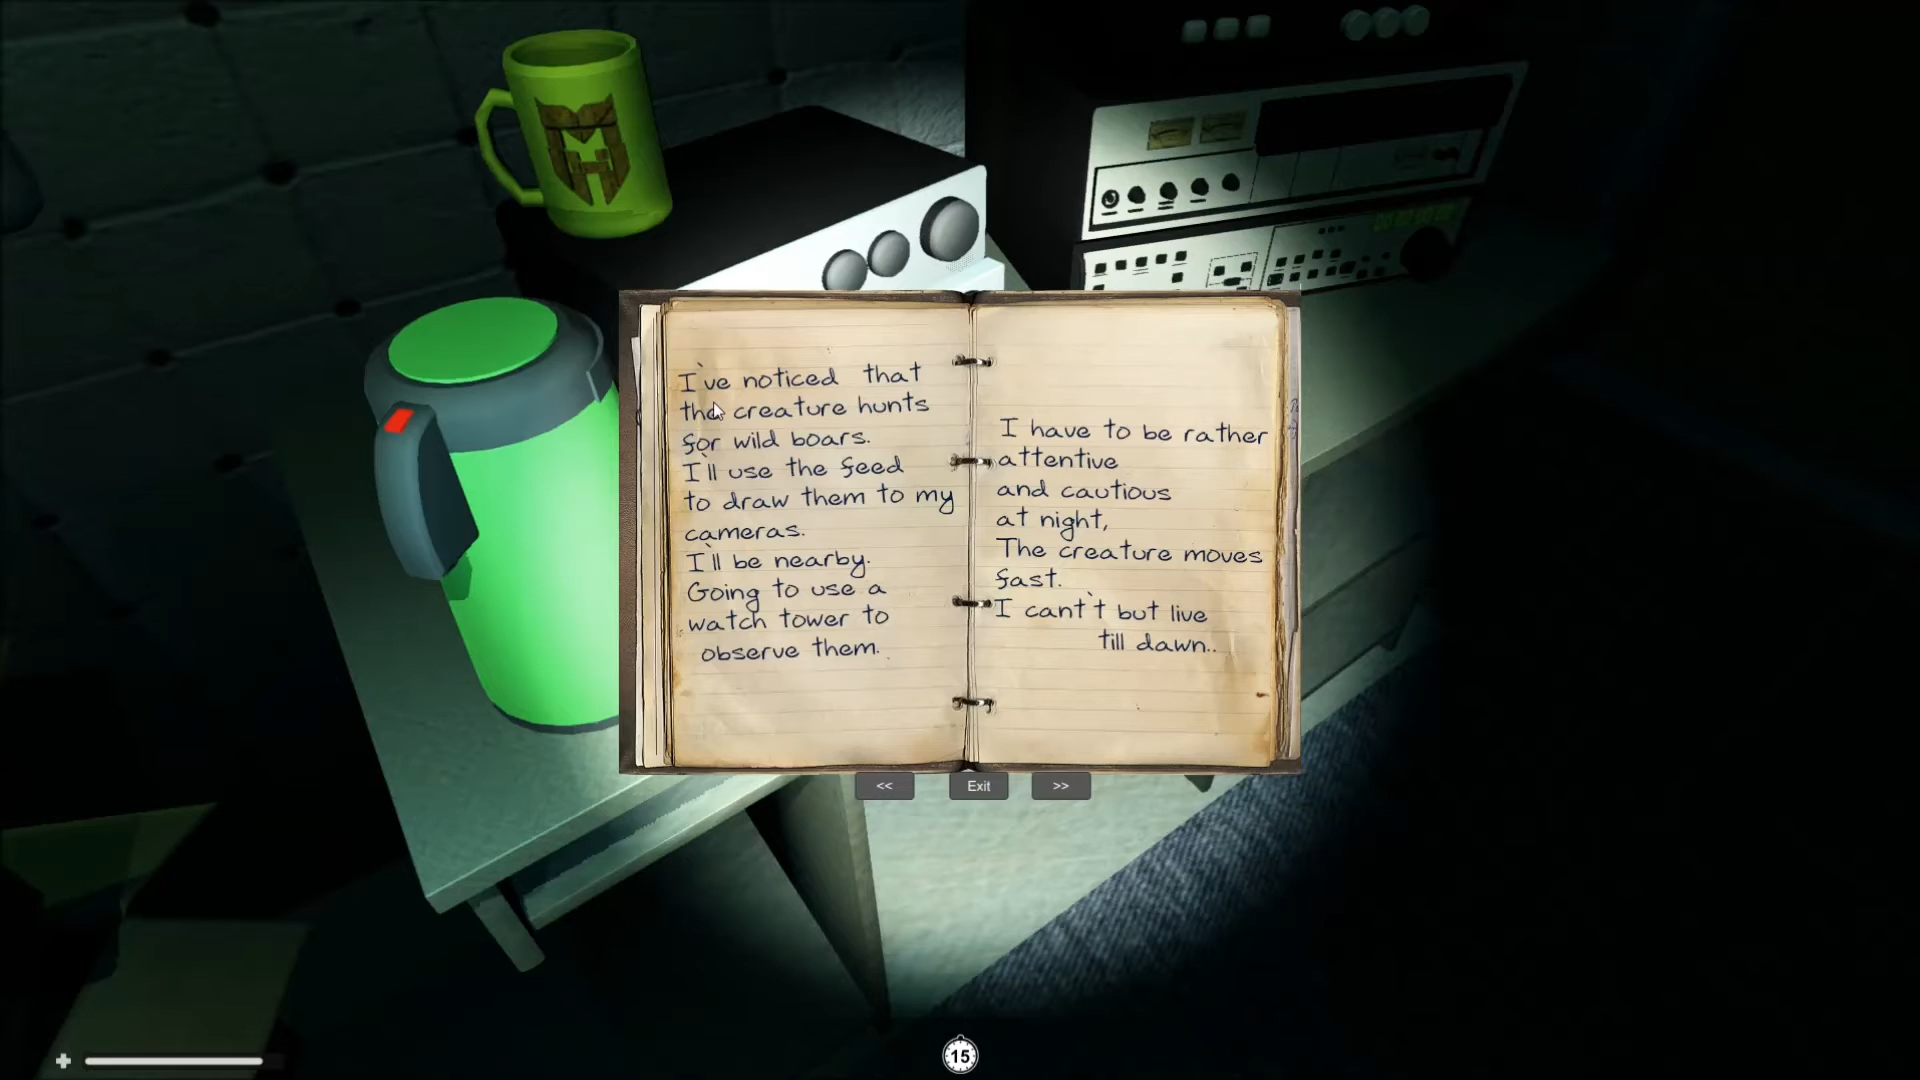 I`ve noticed that
the creature hunts
for wild boars.
I`ll use the feed
to draw them to my
cameras.
I`ll be nearby.
Going to use a
watch tower to
observe them.
I have to be rather
attentive
and cautious
at night,
The creature moves
fast.
I cant`t but live
till dawn..
<<
Exit
>>
15